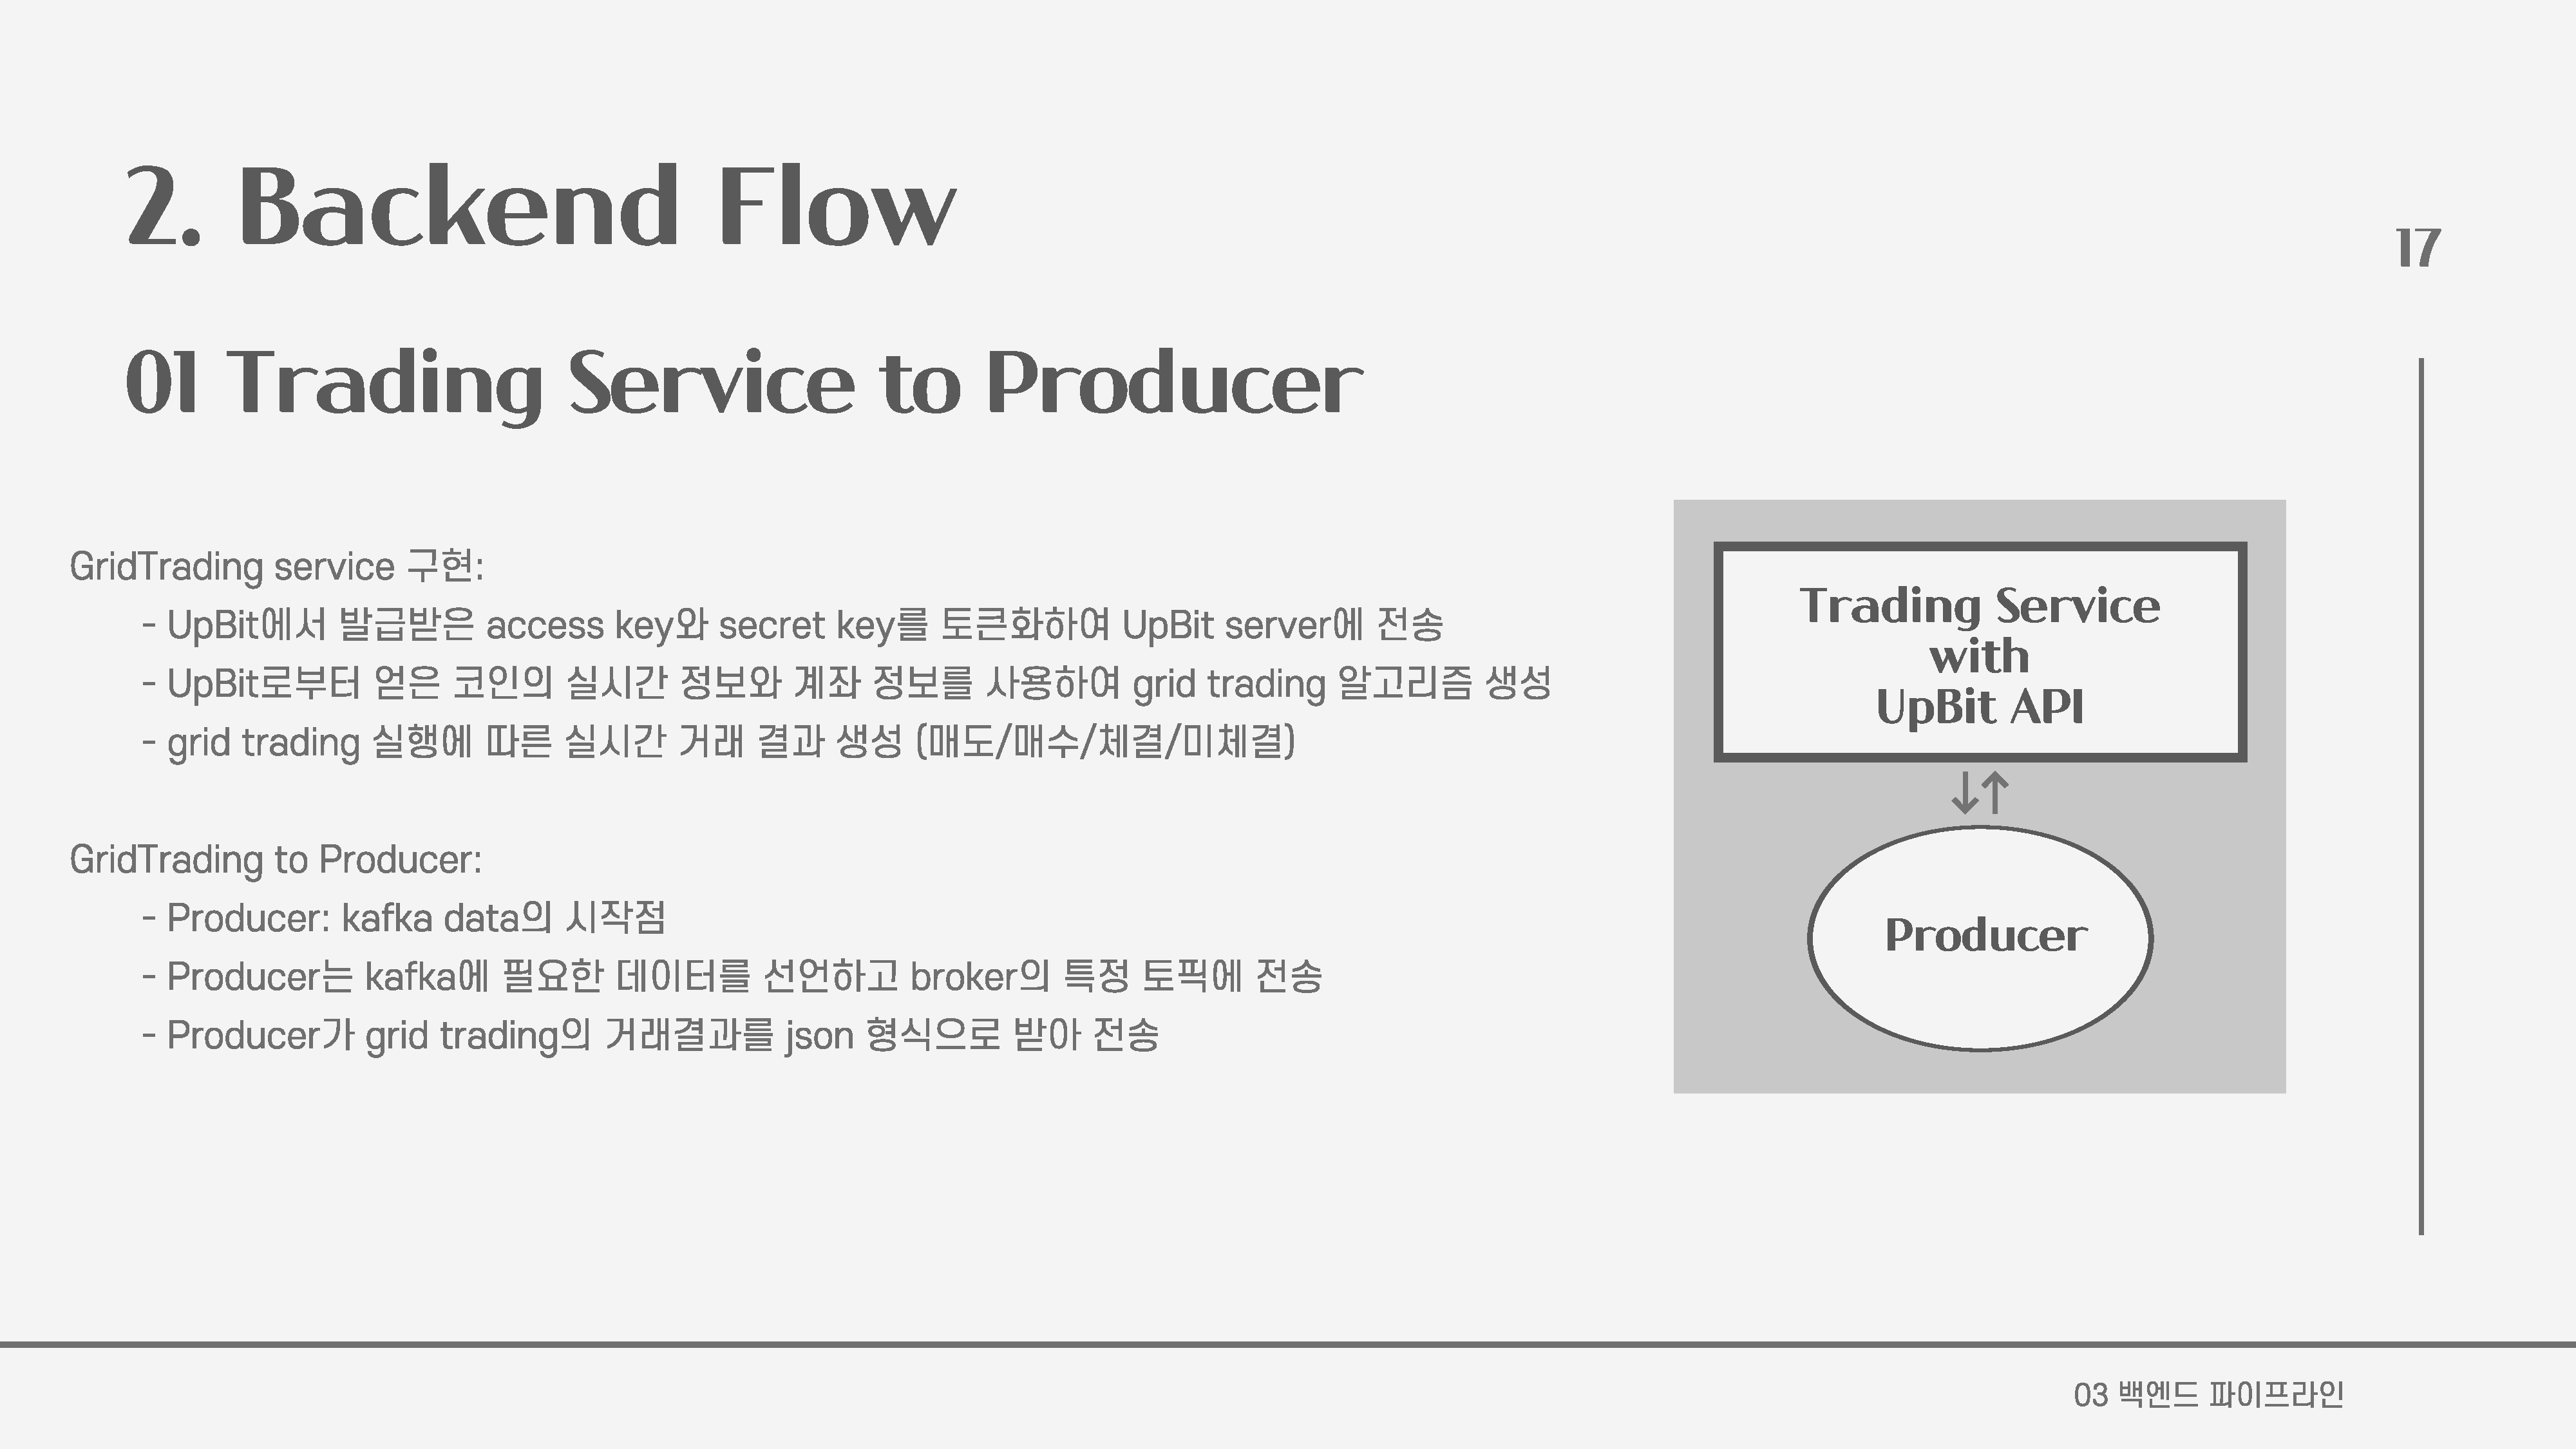 2. Backend Flow
17
01 Trading Service to Producer
GridTrading service 구현:
- UpBit에서 발급받은 access key와 secret key를 토큰화하여 UpBit server에 전송
- UpBit로부터 얻은 코인의 실시간 정보와 계좌 정보를 사용하여 grid trading 알고리즘 생성
- grid trading 실행에 따른 실시간 거래 결과 생성 (매도/매수/체결/미체결)
GridTrading to Producer:
- Producer: kafka data의 시작점
- Producer는 kafka에 필요한 데이터를 선언하고 broker의 특정 토픽에 전송
- Producer가 grid trading의 거래결과를 json 형식으로 받아 전송
Trading Service
with
UpBit API
↓↑
Producer
03 백엔드 파이프라인